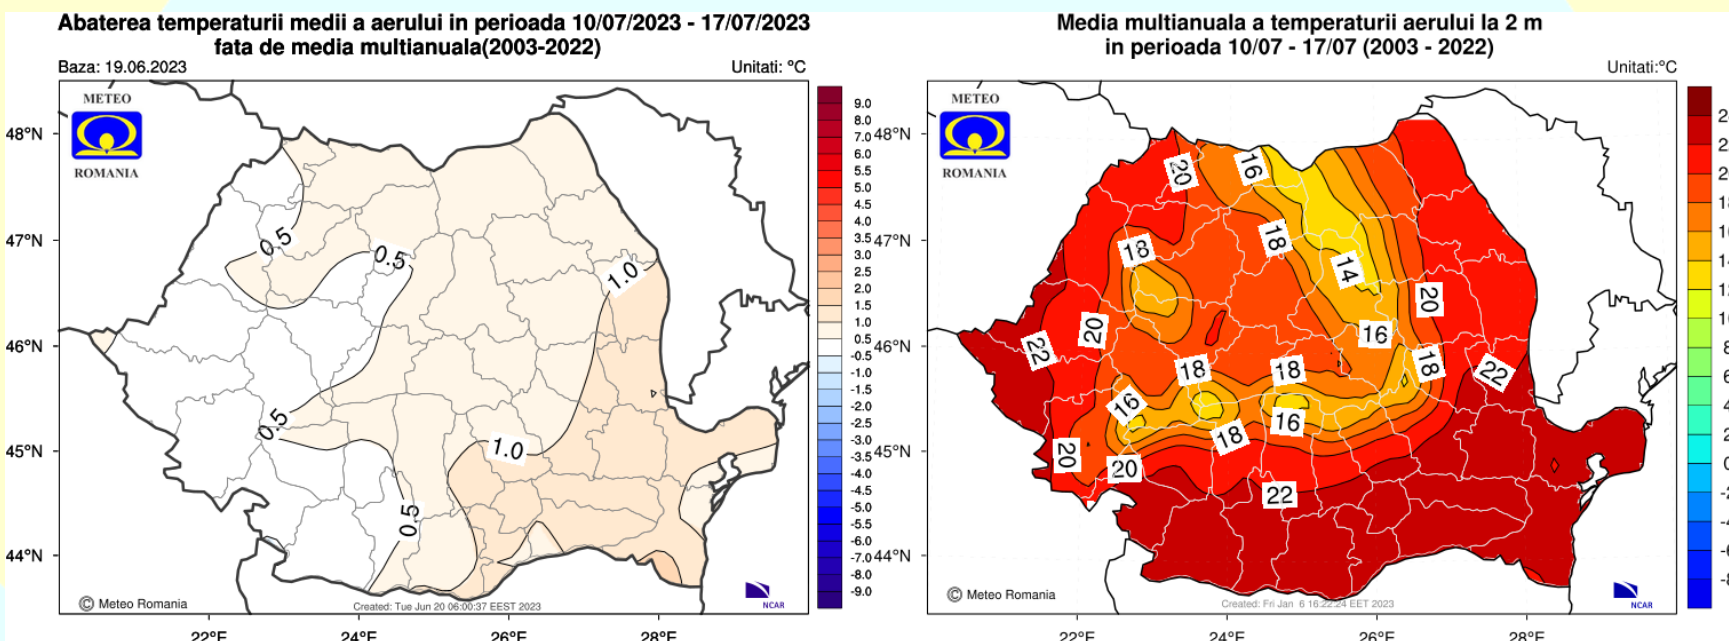 Abaterea temperaturii medii a aerului in perioada 10/07/2023 - 17/07/2023
fata de media multianuala(2003-2022)
Baza: 19.06.2023
Unitati: °C
METEO
ROMANIA
48°N
47°N
46°N
45°N
44°N
0.5
0.5
1.0
0.5
1.0
0.5
9.0
8.0
7.0
6.0
5.5
5.0
4.5
4.0
3.5
3.0
2.5
2.0
1.5
1.0
0.5
-0.5
-1.0
-1.5
-2.0
-2.5
-3.0
-3.5
-4.0
-4.5
-5.0
-5.5
-6.0
-7.0
-8.0
-9.0
© Meteo Romania
Created: Tue Jun 20 06:00:37 EEST 2023
NCAR
22°E
24°E
26°E
28°E
Media multianuala a temperaturii aerului la 2 m
in perioada 10/07 - 17/07 (2003 - 2022)
Unitati:°C
METEO
ROMANIA
48°N
47°N
46°N
45°N
44°N
20
16
18
18
14
20
20
16
22
18
18
18
22
16
16
18
20
20
22
© Meteo Romania
Created: Fri Jan 6 16:22:24 EET 2023
NCAR
22°E
24°E
26°E
28°E